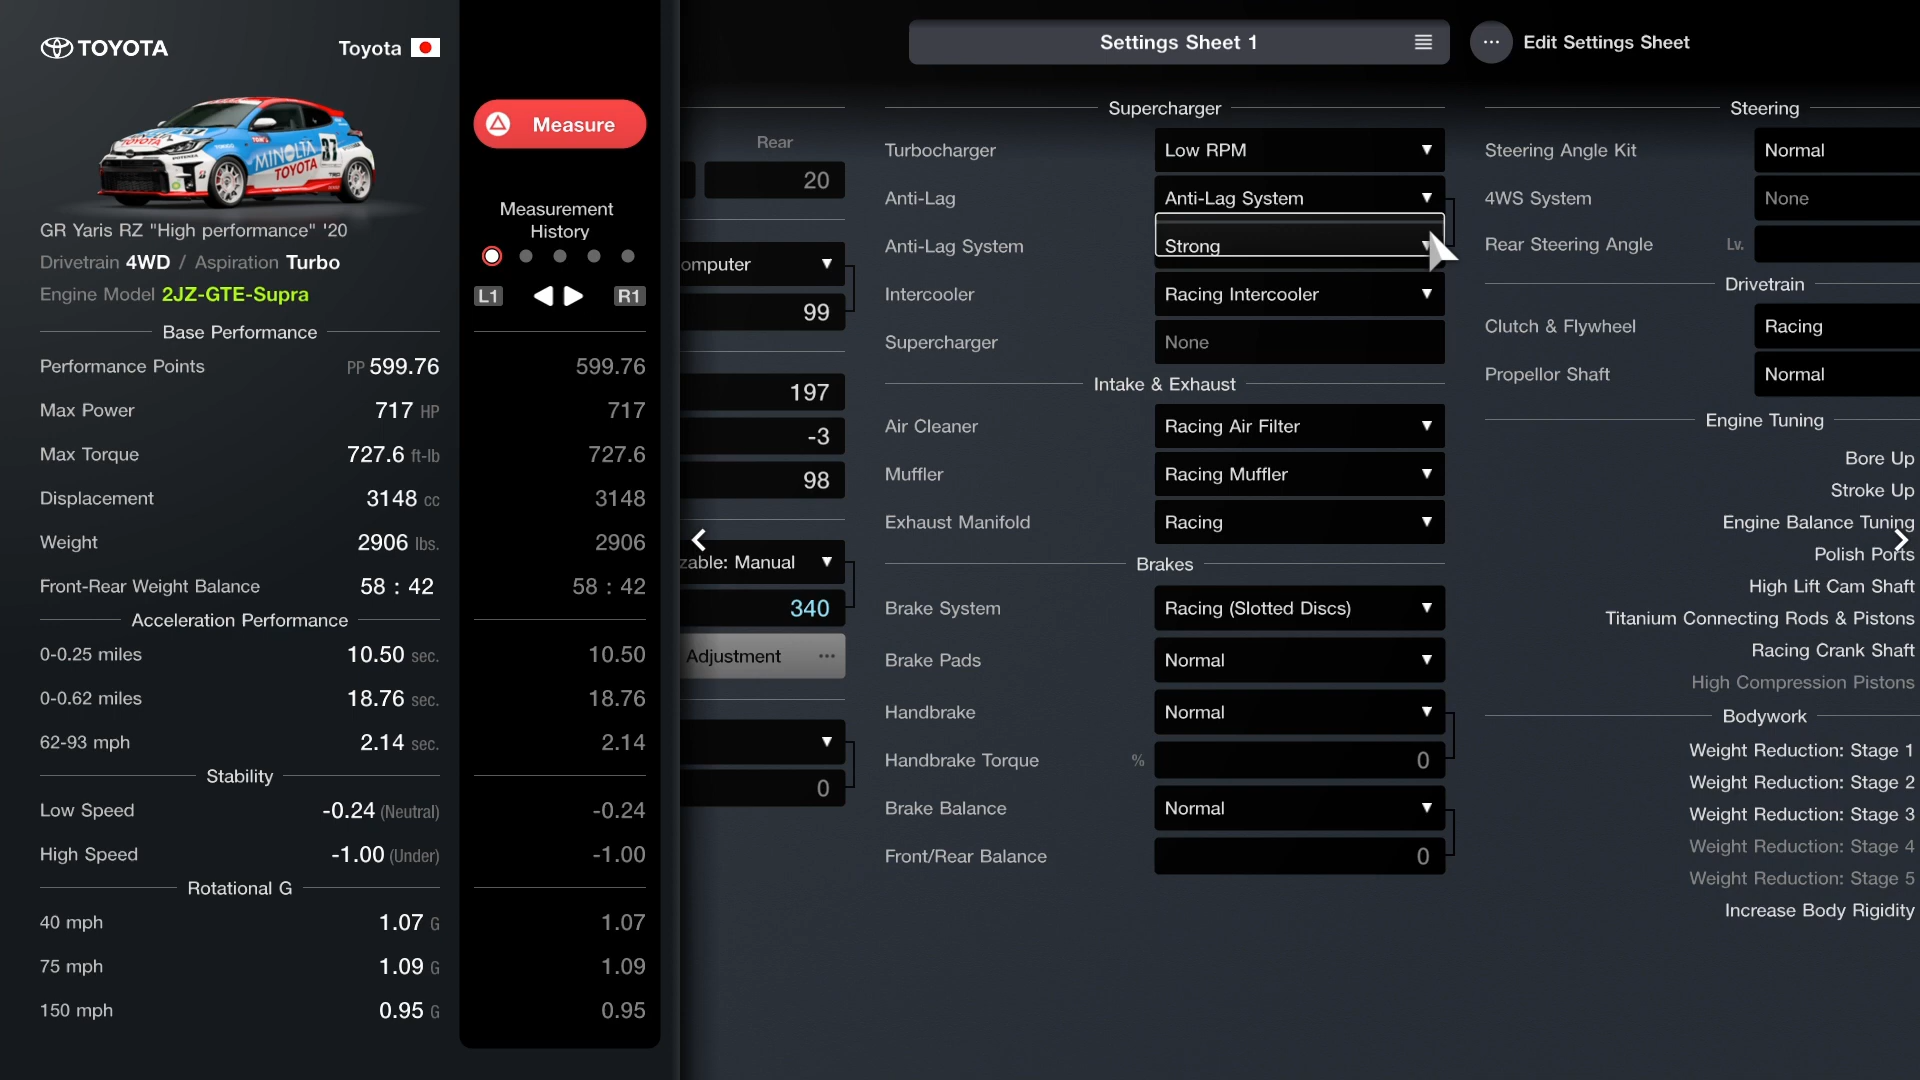 TOYOTA
Toyota
GR Yaris RZ "High performance" '20
Drivetrain 4WD / Aspiration Turbo
Engine Model 2JZ-GTE-Supra
Base Performance
Performance Points PP 599.76
Max Power 717 HP
Max Torque 727.6 ft-lb
Displacement 3148 cc
Weight 2906 lbs.
Front-Rear Weight Balance 58 : 42
Acceleration Performance
0-0.25 miles 10.50 sec.
0-0.62 miles 18.76 sec.
62-93 mph 2.14 sec.
Stability
Low Speed -0.24 (Neutral)
High Speed -1.00 (Under)
Rotational G
40 mph 1.07 G
75 mph 1.09 G
150 mph 0.95 G
Measure
Measurement
History
L1 R1
599.76
717
727.6
3148
2906
58 : 42
10.50
18.76
2.14
-0.24
-1.00
1.07
1.09
0.95
Settings Sheet 1
Edit Settings Sheet
Rear
20
omputer
99
197
-3
98
zable: Manual
340
Adjustment
0
Supercharger
Turbocharger Low RPM
Anti-Lag Anti-Lag System
Anti-Lag System Strong
Intercooler Racing Intercooler
Supercharger None
Intake & Exhaust
Air Cleaner Racing Air Filter
Muffler Racing Muffler
Exhaust Manifold Racing
Brakes
Brake System Racing (Slotted Discs)
Brake Pads Normal
Handbrake Normal
Handbrake Torque % 0
Brake Balance Normal
Front/Rear Balance 0
Steering
Steering Angle Kit Normal
4WS System None
Rear Steering Angle Lv.
Drivetrain
Clutch & Flywheel Racing
Propellor Shaft Normal
Engine Tuning
Bore Up
Stroke Up
Engine Balance Tuning
Polish Ports
High Lift Cam Shaft
Titanium Connecting Rods & Pistons
Racing Crank Shaft
High Compression Pistons
Bodywork
Weight Reduction: Stage 1
Weight Reduction: Stage 2
Weight Reduction: Stage 3
Weight Reduction: Stage 4
Weight Reduction: Stage 5
Increase Body Rigidity
MINOLTA
TOYOTA